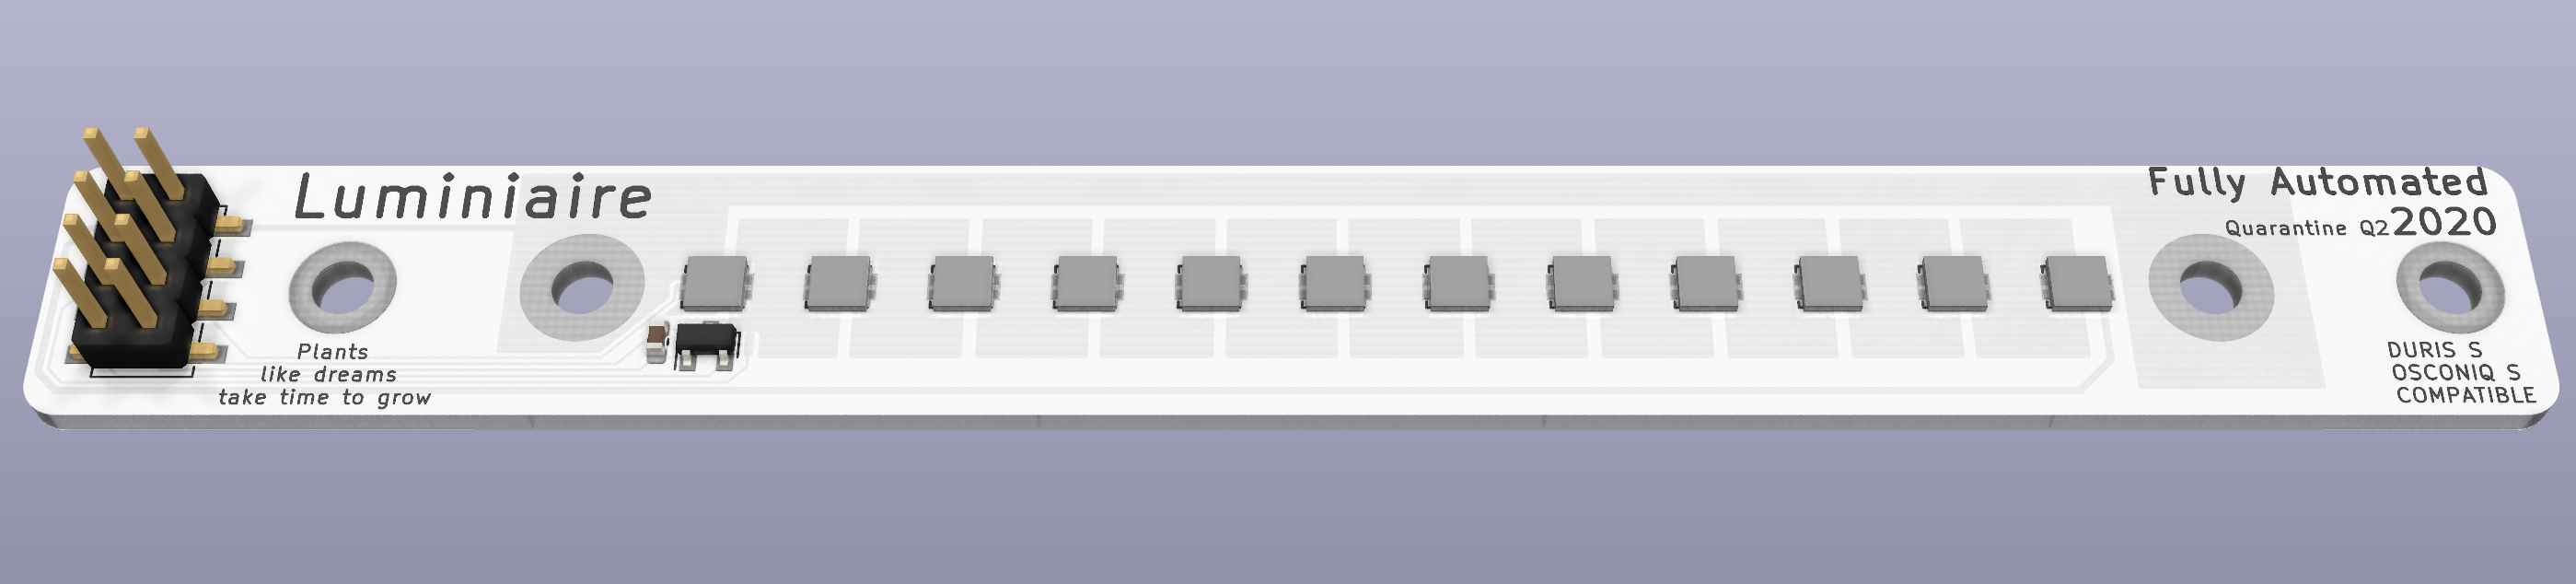 Luminiaire
Plants
like dreams
take time to grow
Fully Automated
Quarantine Q2 2020
DURIS S
OSCONIQ S
COMPATIBLE